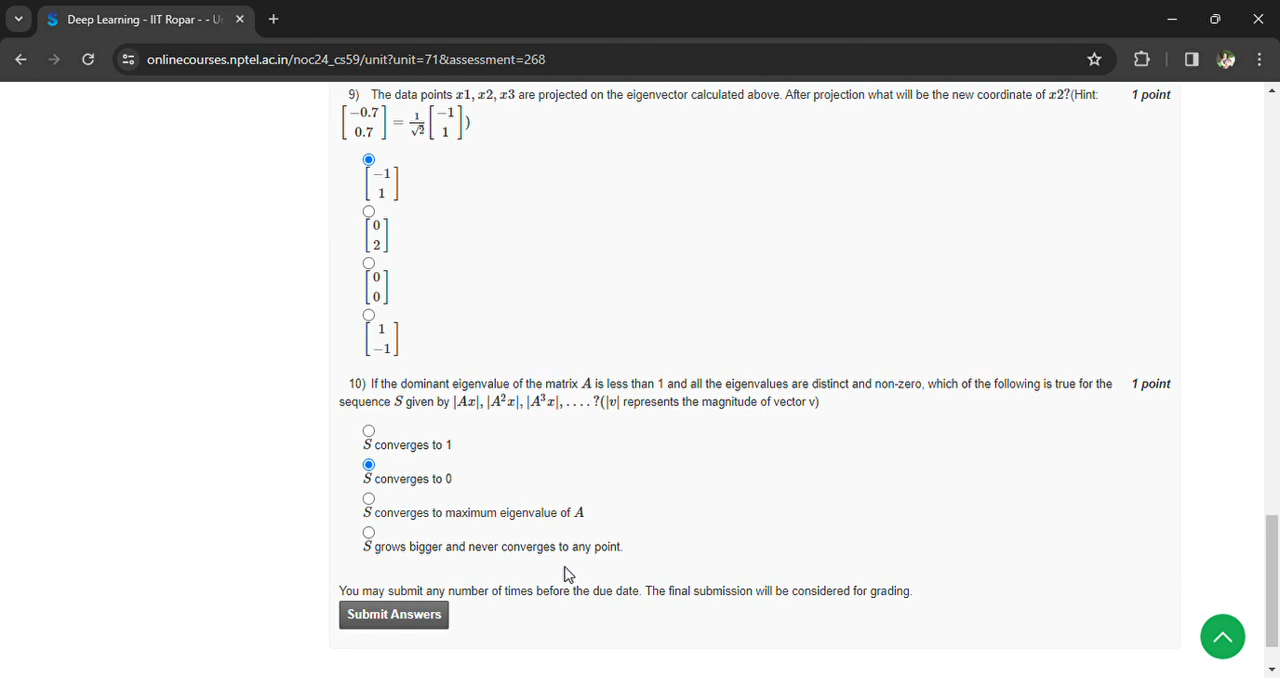 Deep Learning - IIT Ropar - - U
onlinecourses.nptel.ac.in/noc24_cs59/unit?unit=71&assessment=268
9) The data points x1, x2, x3 are projected on the eigenvector calculated above. After projection what will be the new coordinate of x2?(Hint: 1 point
[−0.7 0.7] = 1/√2 [−1 1])
[−1 1]
[0 2]
[0 0]
[1 −1]
10) If the dominant eigenvalue of the matrix A is less than 1 and all the eigenvalues are distinct and non-zero, which of the following is true for the 1 point
sequence S given by |Ax|, |A²x|, |A³x|, . . . . ?(|v| represents the magnitude of vector v)
S converges to 1
S converges to 0
S converges to maximum eigenvalue of A
S grows bigger and never converges to any point.
You may submit any number of times before the due date. The final submission will be considered for grading.
Submit Answers